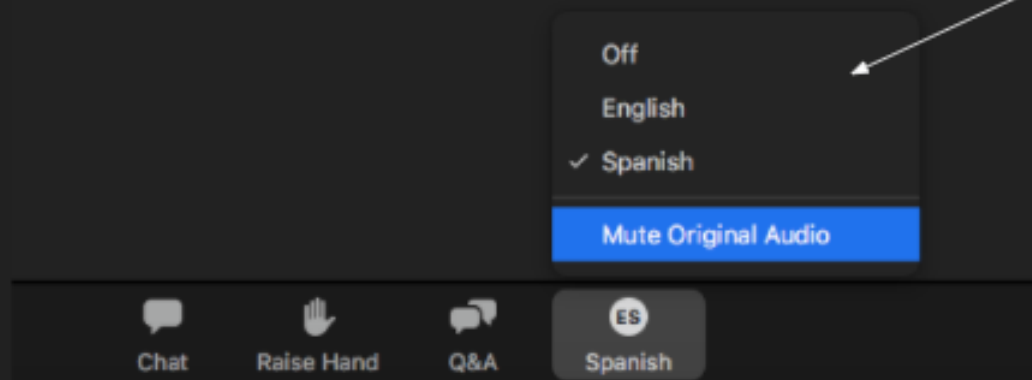 Off
English
Spanish
Mute Original Audio
ES
Chat Raise Hand Q&A Spanish